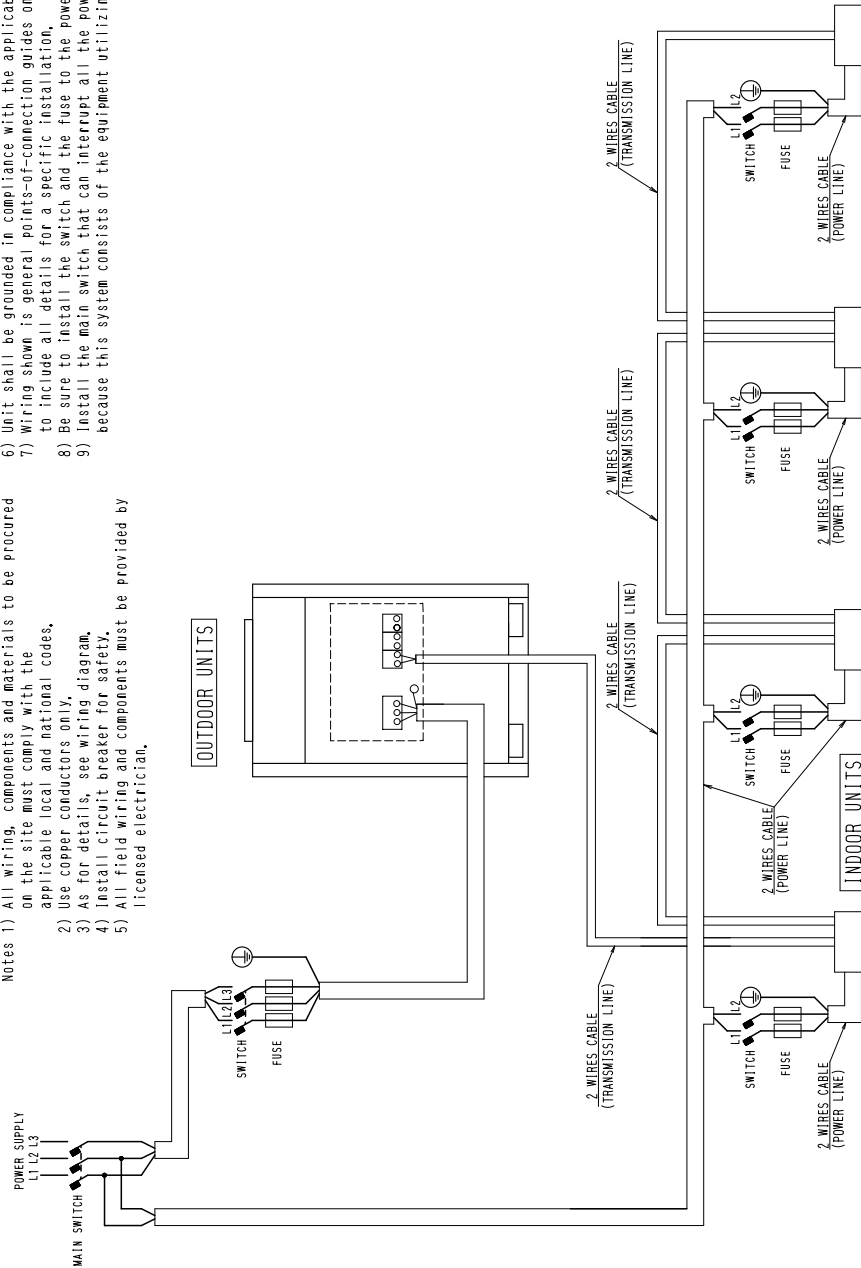 Notes 1) All wiring, components and materials to be procured
on the site must comply with the
applicable local and national codes.
2) Use copper conductors only.
3) As for details, see wiring diagram.
4) Install circuit breaker for safety.
5) All field wiring and components must be provided by
licensed electrician.
6) Unit shall be grounded in compliance with the
7) Wiring shown is general points-of-connection guides
to include all details for a specific installation.
8) Be sure to install the switch and the fuse to the
9) Install the main switch that can interrupt all the
because this system consists of the equipment
POWER SUPPLY
L1 L2 L3
MAIN SWITCH
L1 L2 L3
SWITCH
FUSE
OUTDOOR UNITS
2 WIRES CABLE
(TRANSMISSION LINE)
2 WIRES CABLE
(TRANSMISSION LINE)
2 WIRES CABLE
(TRANSMISSION LINE)
2 WIRES CABLE
(TRANSMISSION LINE)
L1 L2
SWITCH
FUSE
2 WIRES CABLE
(POWER LINE)
L1 L2
SWITCH
FUSE
2 WIRES CABLE
(POWER LINE)
L1 L2
SWITCH
FUSE
2 WIRES CABLE
(POWER LINE)
L1 L2
SWITCH
FUSE
2 WIRES CABLE
(POWER LINE)
INDOOR UNITS